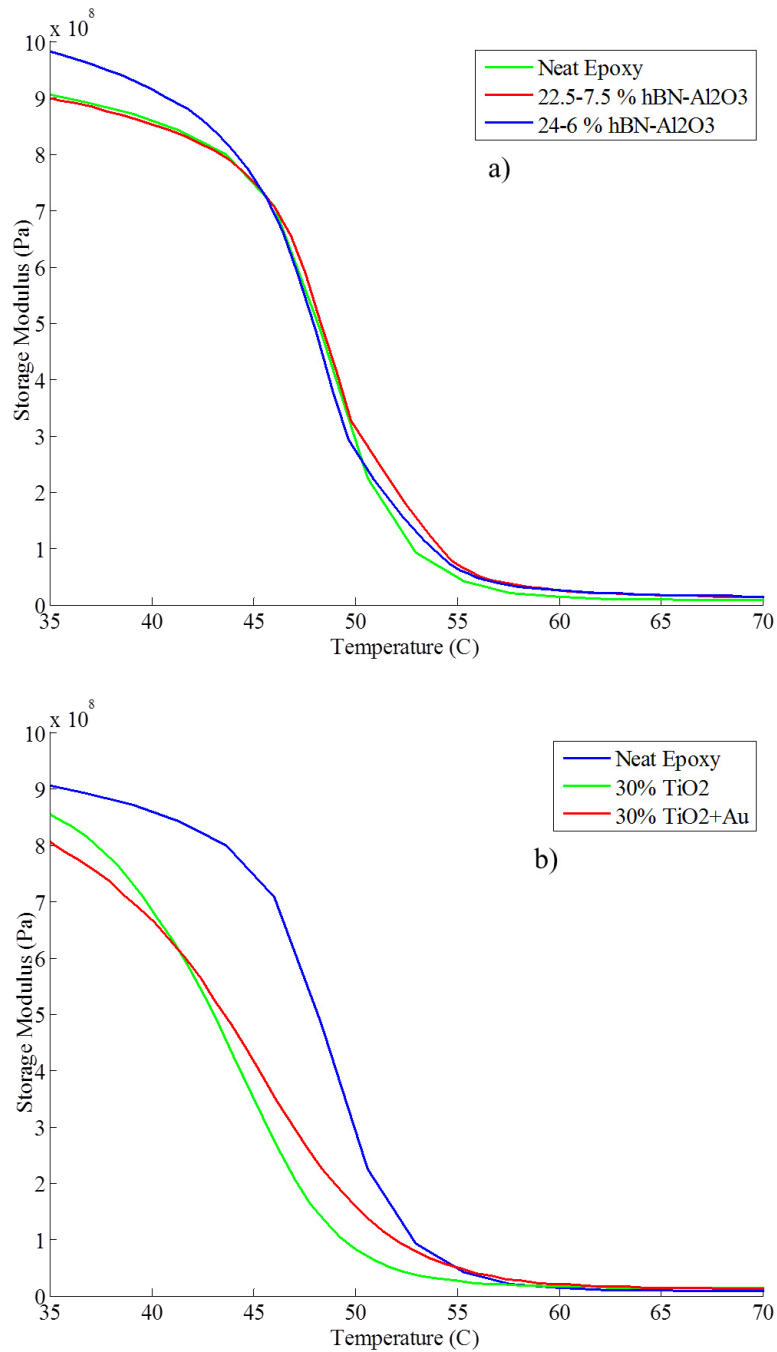 x 10^8
10
9
8
7
6
5
4
3
2
1
0
Storage Modulus (Pa)
Neat Epoxy
22.5-7.5 % hBN-Al2O3
24-6 % hBN-Al2O3
a)
35 40 45 50 55 60 65 70
Temperature (C)
x 10^8
10
9
8
7
6
5
4
3
2
1
0
Storage Modulus (Pa)
Neat Epoxy
30% TiO2
30% TiO2+Au
b)
35 40 45 50 55 60 65 70
Temperature (C)